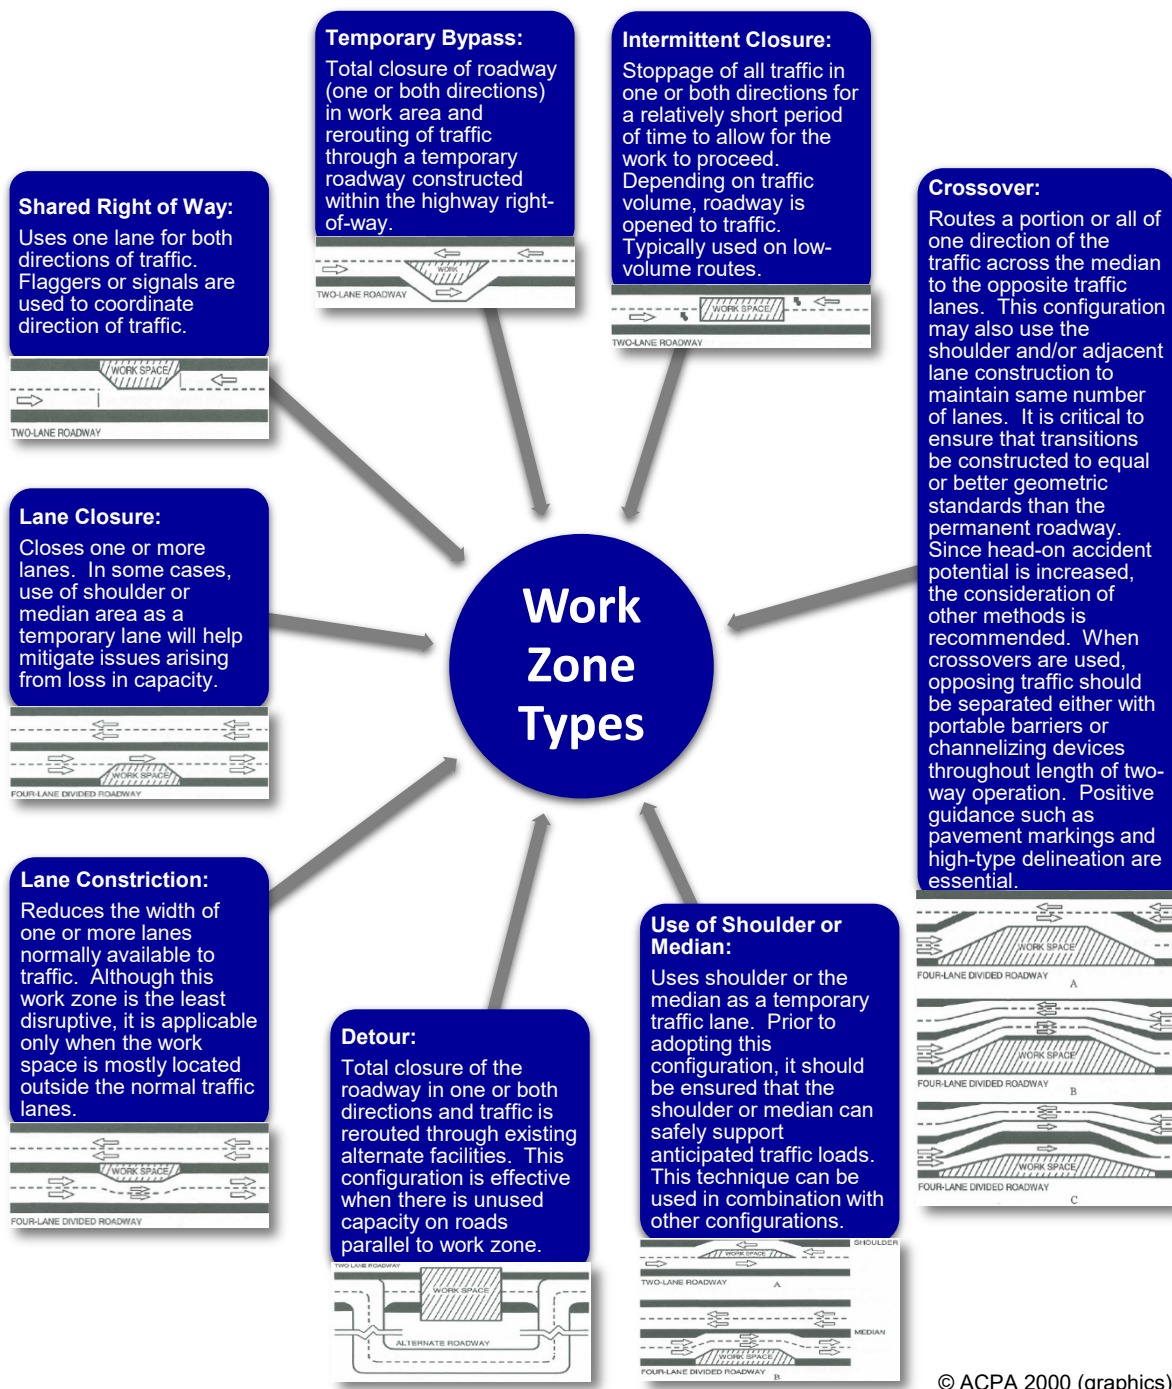 Temporary Bypass:
Total closure of roadway
(one or both directions)
in work area and
rerouting of traffic
through a temporary
roadway constructed
within the highway right-
of-way.
WORK
TWO-LANE ROADWAY
Intermittent Closure:
Stoppage of all traffic in
one or both directions for
a relatively short period
of time to allow for the
work to proceed.
Depending on traffic
volume, roadway is
opened to traffic.
Typically used on low-
volume routes.
WORK SPACE
TWO-LANE ROADWAY
Shared Right of Way:
Uses one lane for both
directions of traffic.
Flaggers or signals are
used to coordinate
direction of traffic.
WORK SPACE
TWO-LANE ROADWAY
Crossover:
Routes a portion or all of
one direction of the
traffic across the median
to the opposite traffic
lanes.  This configuration
may also use the
shoulder and/or adjacent
lane construction to
maintain same number
of lanes.  It is critical to
ensure that transitions
be constructed to equal
or better geometric
standards than the
permanent roadway.
Since head-on accident
potential is increased,
the consideration of
other methods is
recommended.  When
crossovers are used,
opposing traffic should
be separated either with
portable barriers or
channelizing devices
throughout length of two-
way operation.  Positive
guidance such as
pavement markings and
high-type delineation are
essential.
WORK SPACE
FOUR-LANE DIVIDED ROADWAY
A
WORK SPACE
FOUR-LANE DIVIDED ROADWAY
B
WORK SPACE
FOUR-LANE DIVIDED ROADWAY
C
Lane Closure:
Closes one or more
lanes.  In some cases,
use of shoulder or
median area as a
temporary lane will help
mitigate issues arising
from loss in capacity.
WORK SPACE
FOUR-LANE DIVIDED ROADWAY
Work
Zone
Types
Lane Constriction:
Reduces the width of
one or more lanes
normally available to
traffic.  Although this
work zone is the least
disruptive, it is applicable
only when the work
space is mostly located
outside the normal traffic
lanes.
WORK SPACE
FOUR-LANE DIVIDED ROADWAY
Detour:
Total closure of the
roadway in one or both
directions and traffic is
rerouted through existing
alternate facilities.  This
configuration is effective
when there is unused
capacity on roads
parallel to work zone.
TWO LANE ROADWAY
WORK SPACE
ALTERNATE ROADWAY
Use of Shoulder or
Median:
Uses shoulder or the
median as a temporary
traffic lane.  Prior to
adopting this
configuration, it should
be ensured that the
shoulder or median can
safely support
anticipated traffic loads.
This technique can be
used in combination with
other configurations.
SHOULDER
WORK SPACE
TWO-LANE ROADWAY
A
MEDIAN
WORK SPACE
FOUR-LANE DIVIDED ROADWAY
B
© ACPA 2000 (graphics)